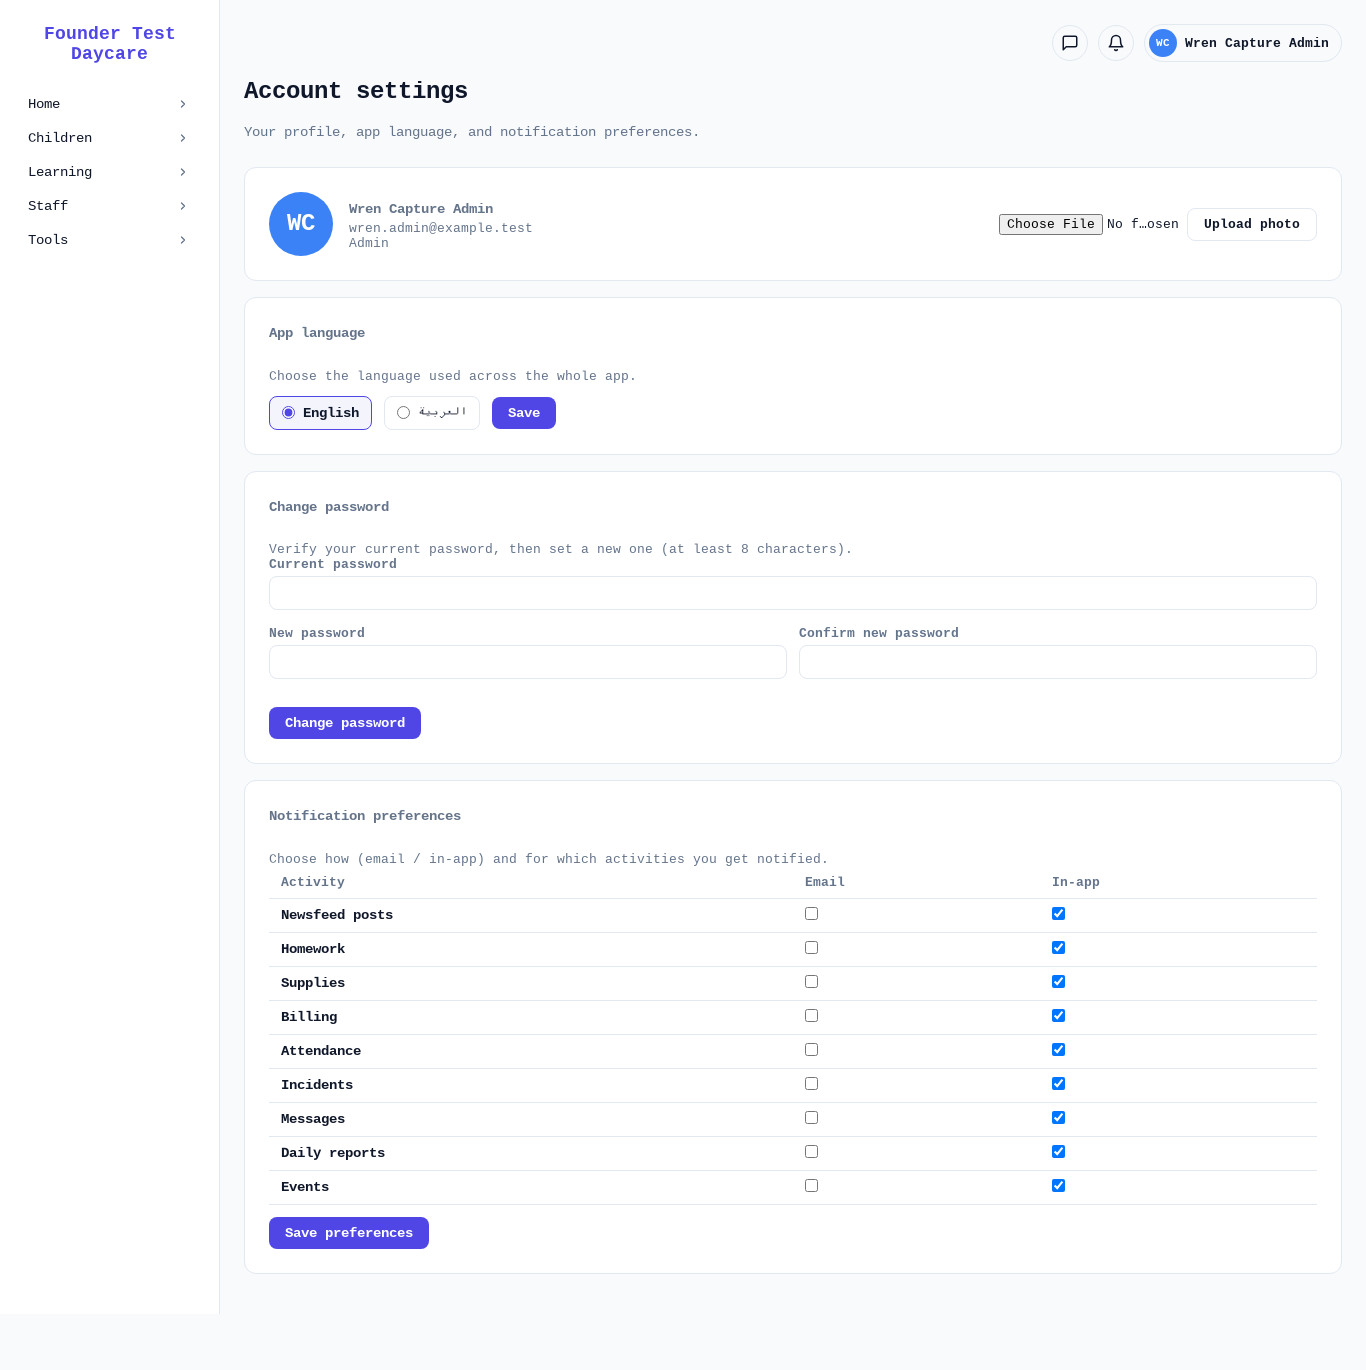 Founder Test
Daycare
Home
Children
Learning
Staff
Tools
WC Wren Capture Admin
Account settings
Your profile, app language, and notification preferences.
WC
Wren Capture Admin
wren.admin@example.test
Admin
Choose File No f…osen Upload photo
App language
Choose the language used across the whole app.
English العربية Save
Change password
Verify your current password, then set a new one (at least 8 characters).
Current password
New password Confirm new password
Change password
Notification preferences
Choose how (email / in-app) and for which activities you get notified.
Activity Email In-app
Newsfeed posts
Homework
Supplies
Billing
Attendance
Incidents
Messages
Daily reports
Events
Save preferences